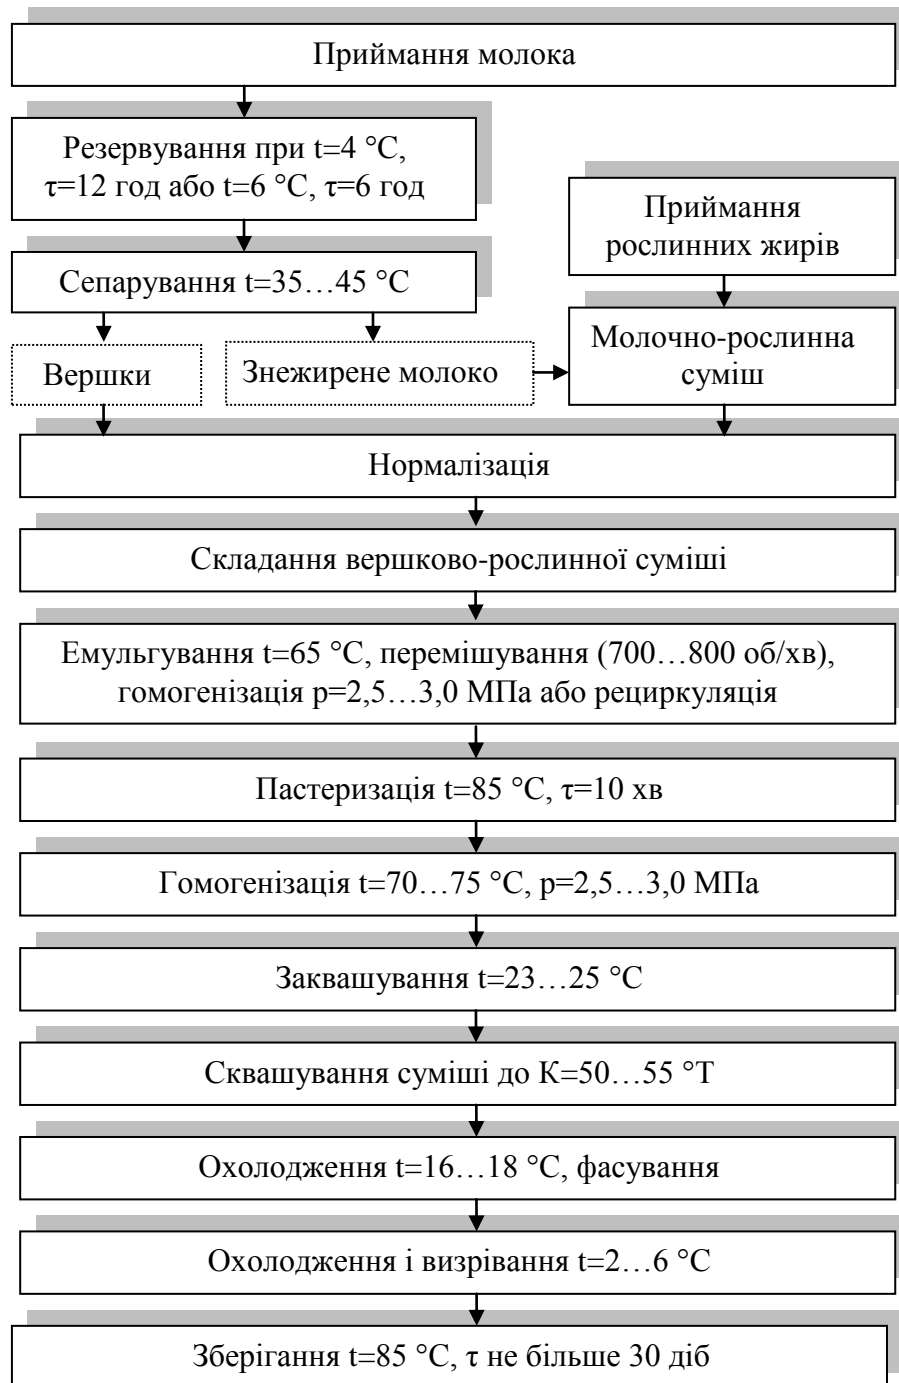 Приймання молока
Резервування при t=4 °C,
τ=12 год або t=6 °C, τ=6 год
Приймання
рослинних жирів
Сепарування t=35…45 °C
Молочно-рослинна
суміш
Вершки
Знежирене молоко
Нормалізація
Складання вершково-рослинної суміші
Емульгування t=65 °C, перемішування (700…800 об/хв),
гомогенізація p=2,5…3,0 МПа або рециркуляція
Пастеризація t=85 °C, τ=10 хв
Гомогенізація t=70…75 °C, p=2,5…3,0 МПа
Заквашування t=23…25 °C
Сквашування суміші до К=50…55 °Т
Охолодження t=16…18 °C, фасування
Охолодження і визрівання t=2…6 °C
Зберігання t=85 °C, τ не більше 30 діб